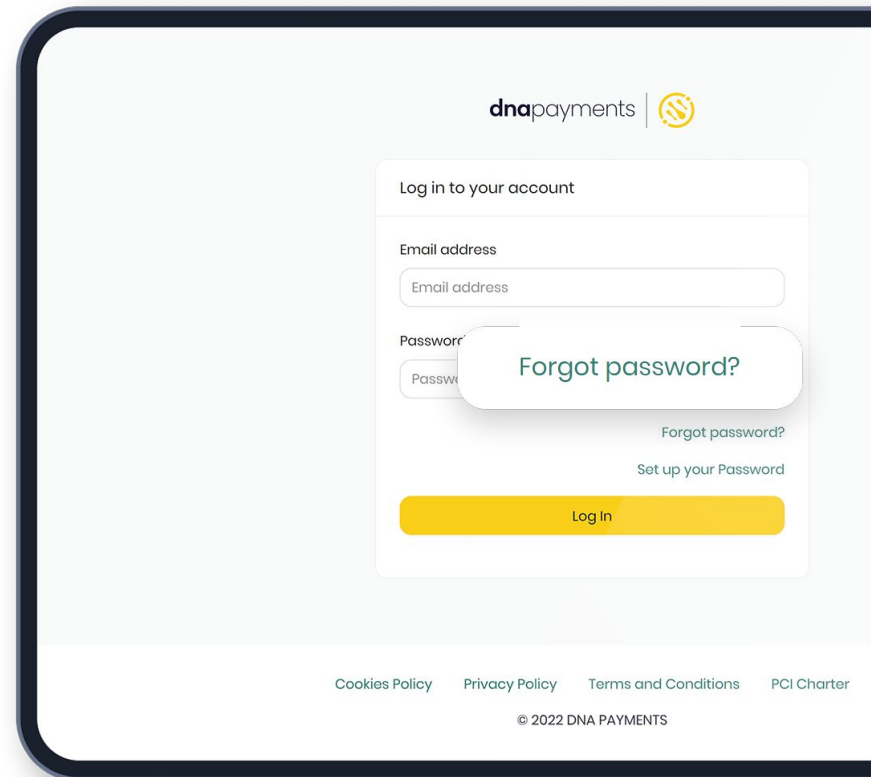 dnapayments
Log in to your account
Email address
Email address
Password
Passw
Forgot password?
Forgot password?
Set up your Password
Log In
Cookies Policy Privacy Policy Terms and Conditions PCI Charter
© 2022 DNA PAYMENTS